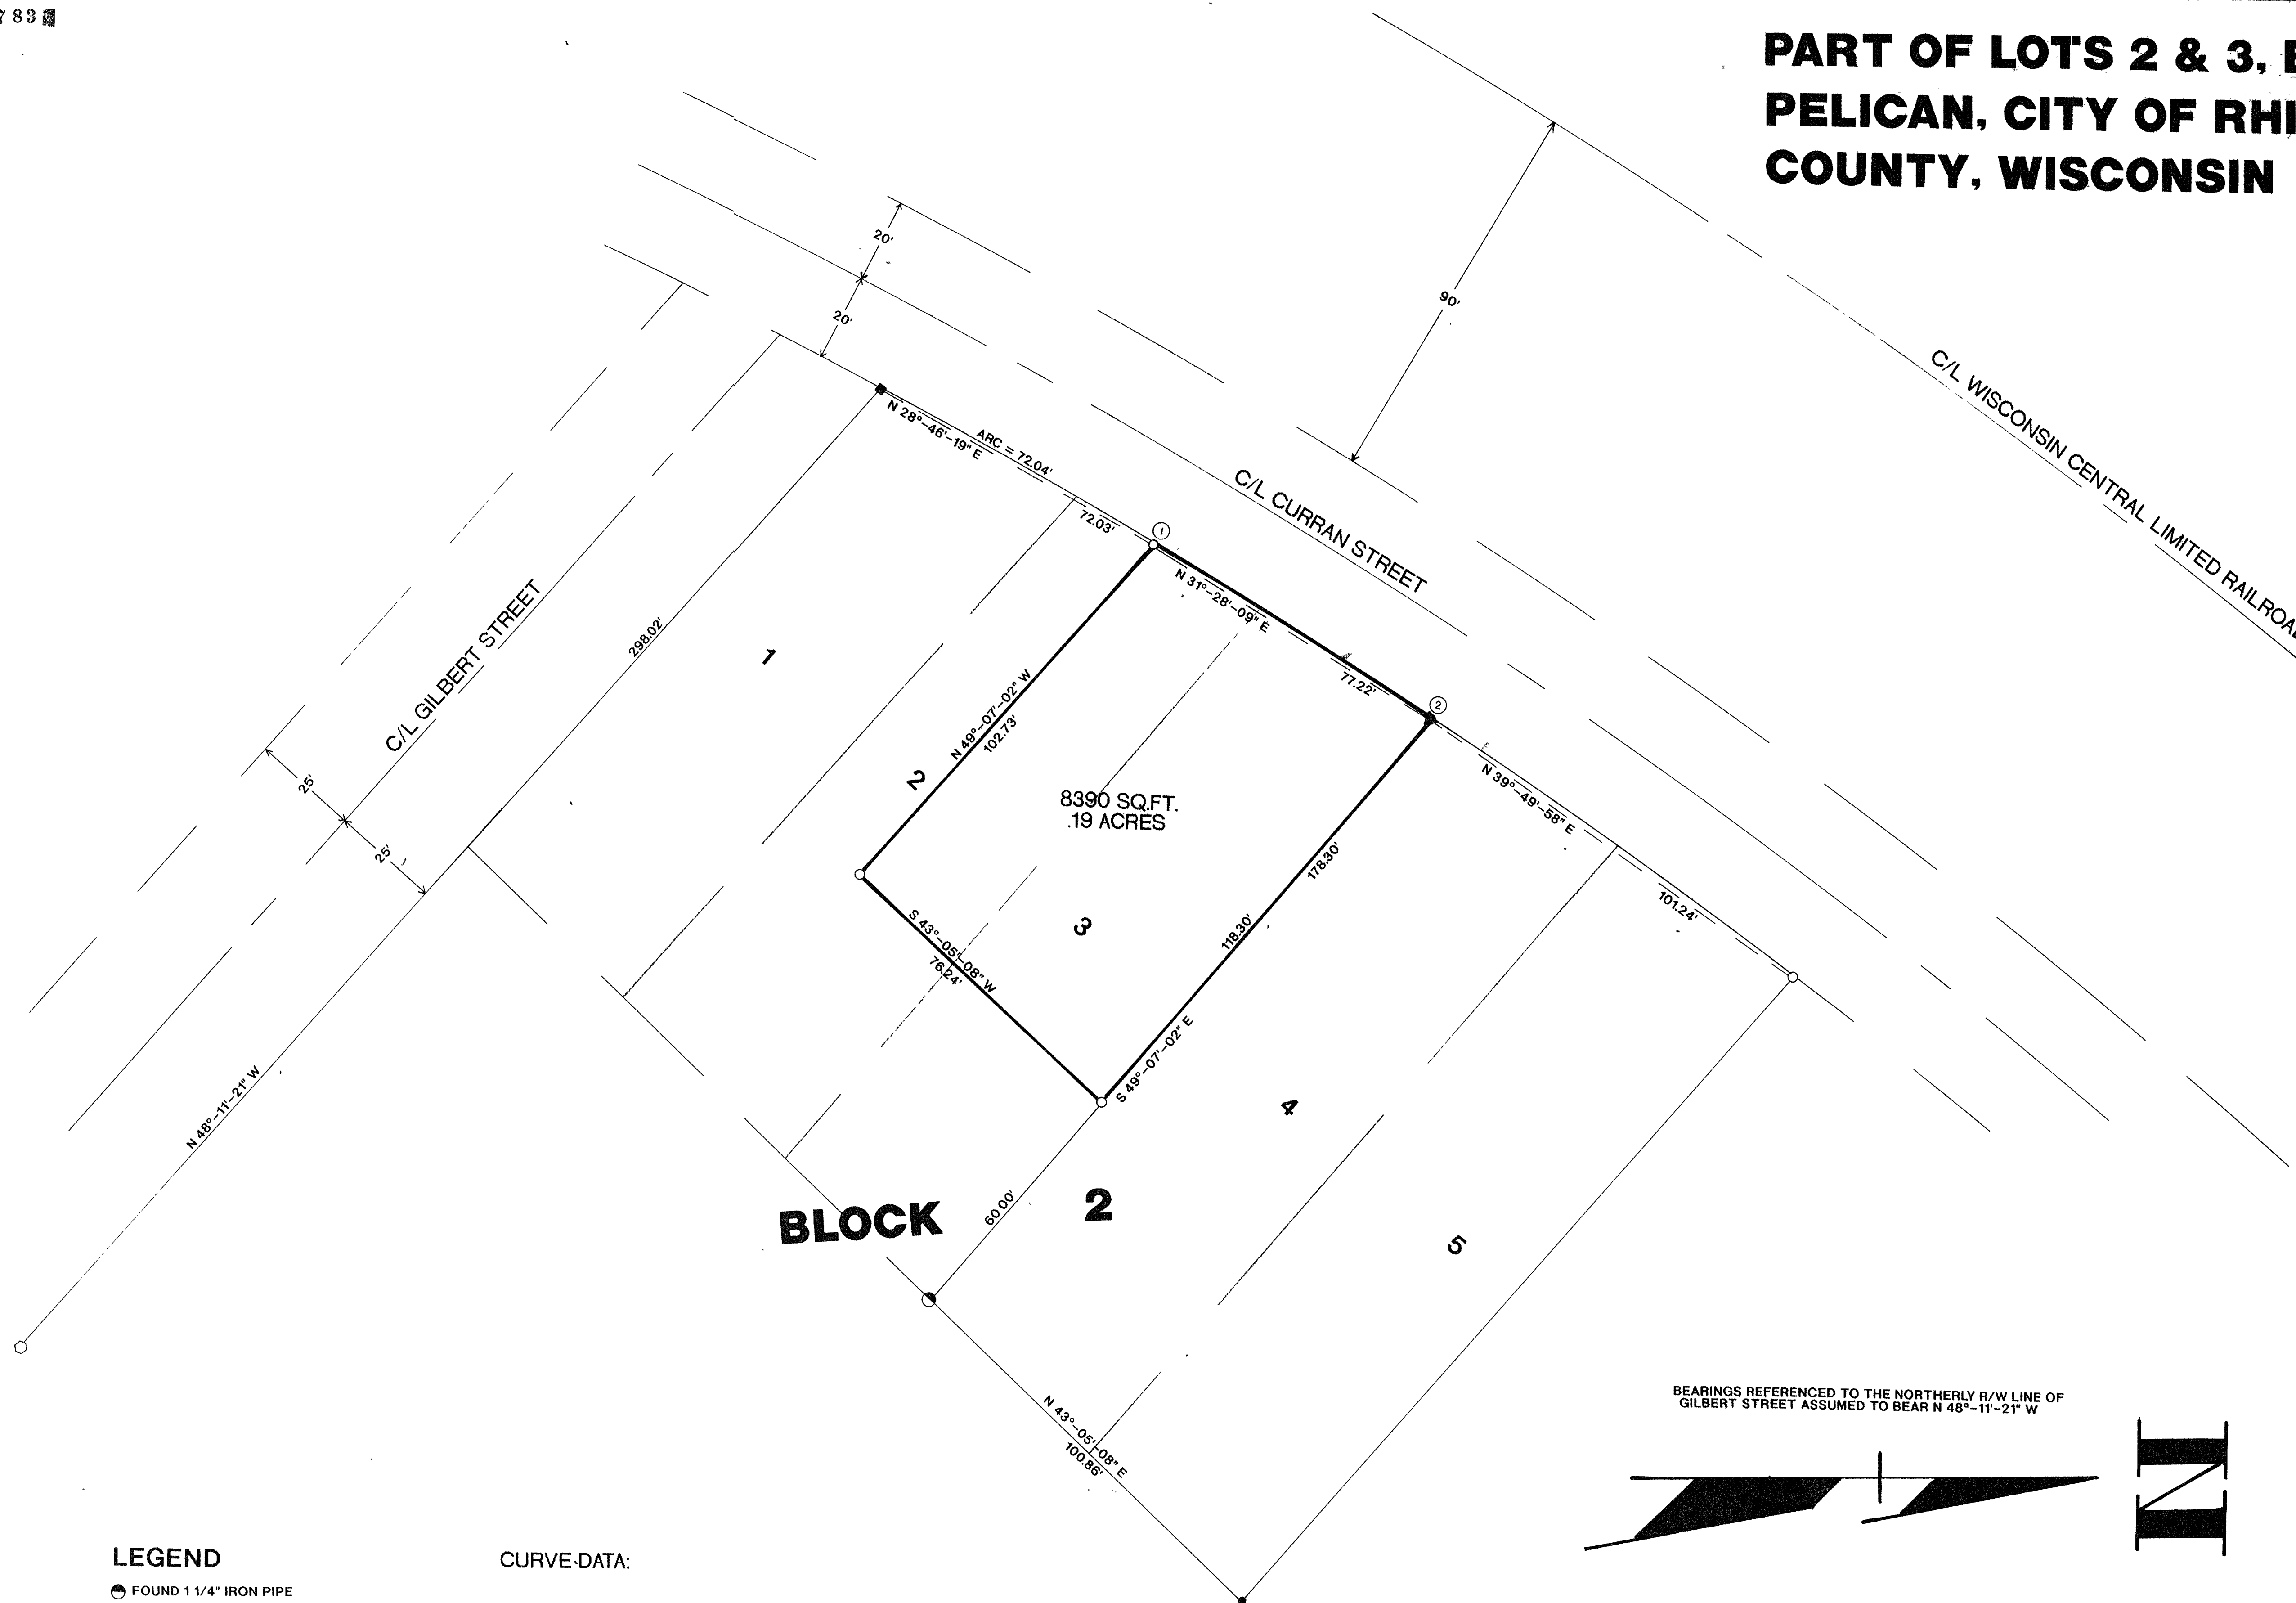 783
PART OF LOTS 2 & 3,
PELICAN, CITY OF RHI
COUNTY, WISCONSIN
20'
20'
90'
C/L WISCONSIN CENTRAL LIMITED RAILROA
N 28°-46'-19" E
ARC = 72.04'
72.03'
C/L CURRAN STREET
1
N 31°-28'-09" E
77.22'
2
C/L GILBERT STREET
298.02'
1
N 49°-07'-02" W
102.73'
2
8390 SQ.FT.
.19 ACRES
N 39°-49'-58" E
101.24'
25'
25'
178.30'
118.30'
3
S 43°-05'-08" W
76.24'
S 49°-07'-02" E
N 48°-11'-21" W
4
BLOCK 2
60.00'
5
N 43°-05'-08" E
100.86'
BEARINGS REFERENCED TO THE NORTHERLY R/W LINE OF
GILBERT STREET ASSUMED TO BEAR N 48°-11'-21" W
N
LEGEND
FOUND 1 1/4" IRON PIPE
CURVE DATA: